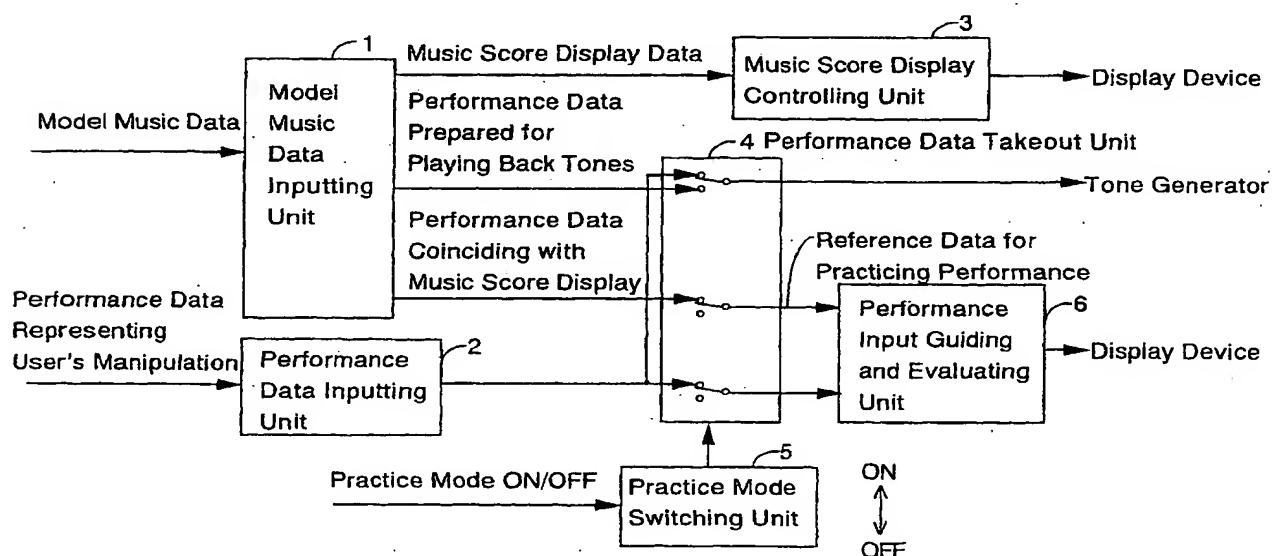 1
Music Score Display Data
3
Model
Music
Data
Inputting
Unit
Music Score Display
Controlling Unit
Display Device
Model Music Data
Performance Data
Prepared for
Playing Back Tones
4 Performance Data Takeout Unit
Tone Generator
Performance Data
Coinciding with
Music Score Display
Reference Data for
Practicing Performance
Performance Data
Representing
User's Manipulation
2
Performance
Data Inputting
Unit
6
Performance
Input Guiding
and Evaluating
Unit
Display Device
5
Practice Mode ON/OFF
Practice Mode
Switching Unit
ON
OFF